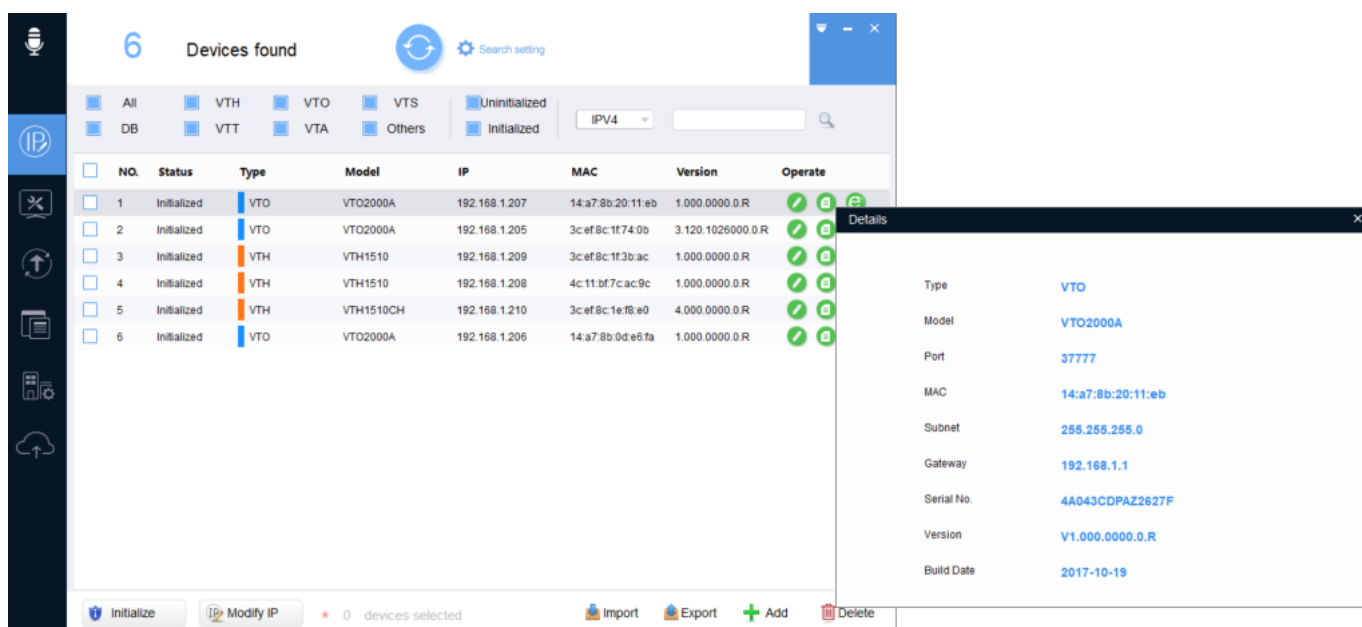 6 Devices found Search setting
All VTH VTO VTS Uninitialized
DB VTT VTA Others Initialized IPV4
NO. Status Type Model IP MAC Version Operate
1 Initialized VTO VTO2000A 192.168.1.207 14:a7:8b:20:11:eb 1.000.0000.0.R
2 Initialized VTO VTO2000A 192.168.1.205 3c:ef:8c:1f:74:0b 3.120.1026000.0.R
3 Initialized VTH VTH1510 192.168.1.209 3c:ef:8c:1f:3b:ac 1.000.0000.0.R
4 Initialized VTH VTH1510 192.168.1.208 4c:11:bf:7c:ac:9c 1.000.0000.0.R
5 Initialized VTH VTH1510CH 192.168.1.210 3c:ef:8c:1e:f8:e0 4.000.0000.0.R
6 Initialized VTO VTO2000A 192.168.1.206 14:a7:8b:0d:e6:fa 1.000.0000.0.R
Initialize IP Modify IP * 0 devices selected Import Export Add Delete
IP
Details
Type VTO
Model VTO2000A
Port 37777
MAC 14:a7:8b:20:11:eb
Subnet 255.255.255.0
Gateway 192.168.1.1
Serial No. 4A043CDPAZ2627F
Version V1.000.0000.0.R
Build Date 2017-10-19